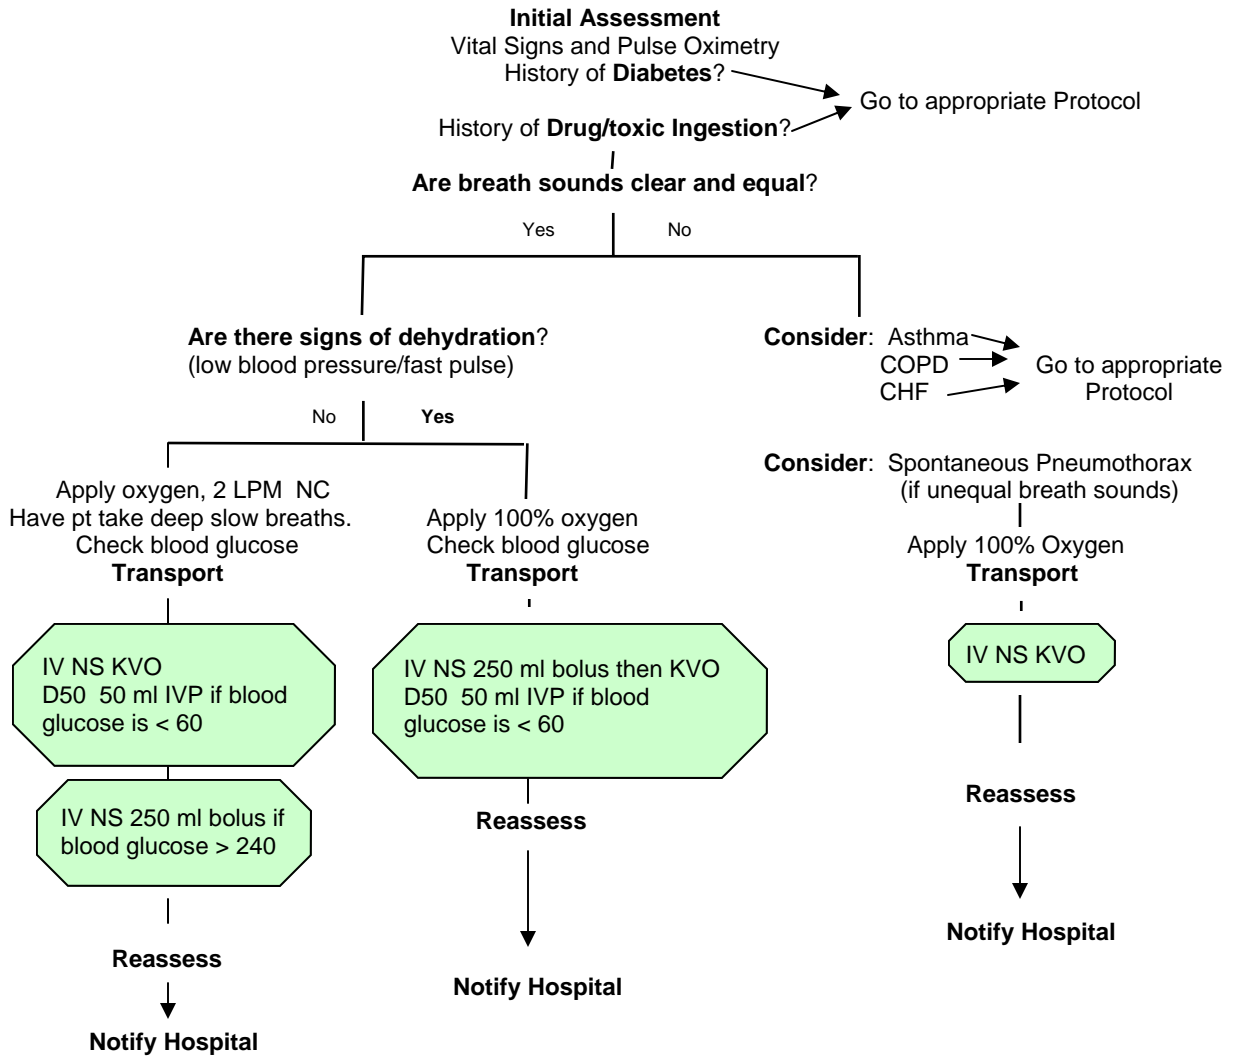 Initial Assessment
Vital Signs and Pulse Oximetry
History of Diabetes?
Go to appropriate Protocol
History of Drug/toxic Ingestion?
Are breath sounds clear and equal?
Yes
No
Are there signs of dehydration?
(low blood pressure/fast pulse)
No
Yes
Apply oxygen, 2 LPM NC
Have pt take deep slow breaths.
Check blood glucose
Transport
IV NS KVO
D50 50 ml IVP if blood
glucose is < 60
IV NS 250 ml bolus if
blood glucose > 240
Reassess
Notify Hospital
Apply 100% oxygen
Check blood glucose
Transport
IV NS 250 ml bolus then KVO
D50 50 ml IVP if blood
glucose is < 60
Reassess
Notify Hospital
Consider: Asthma
COPD
CHF
Go to appropriate
Protocol
Consider: Spontaneous Pneumothorax
(if unequal breath sounds)
Apply 100% Oxygen
Transport
IV NS KVO
Reassess
Notify Hospital